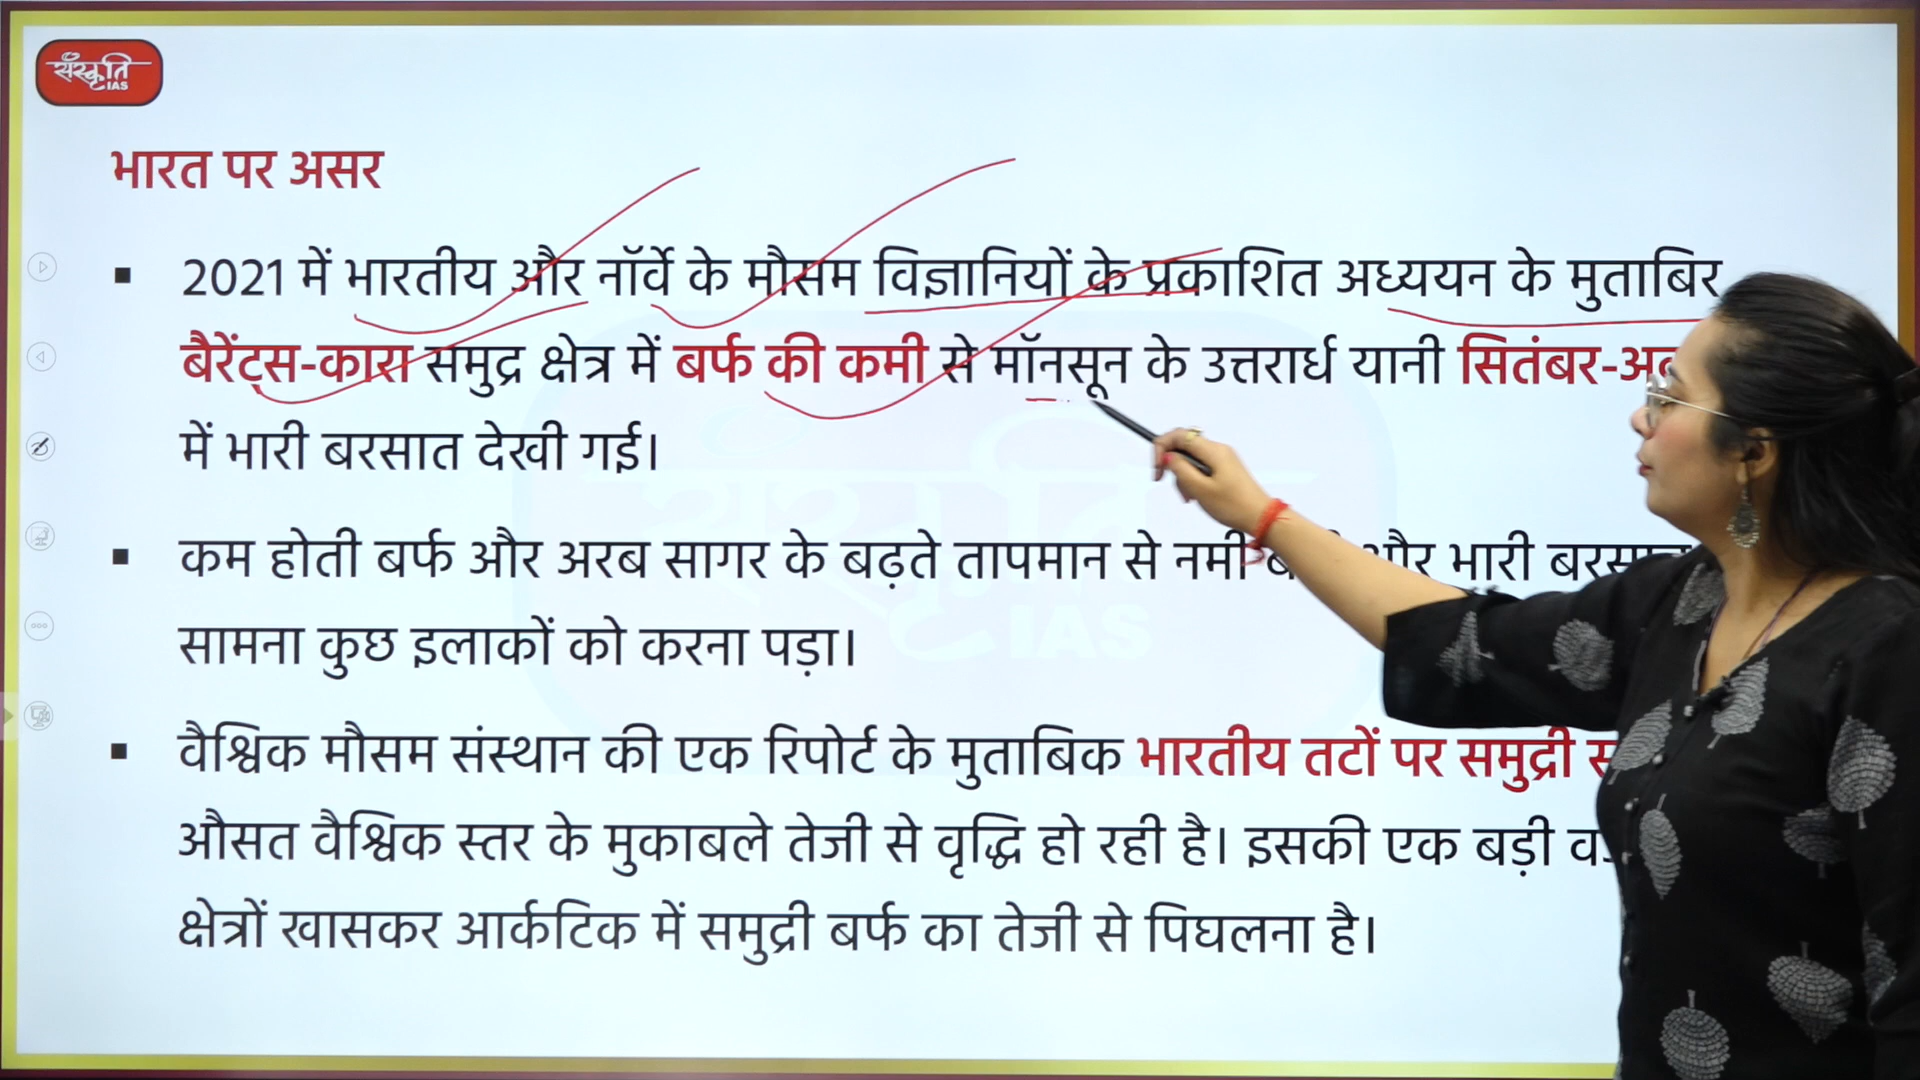 संस्कृति
IAS
भारत पर असर
▪ 2021 में भारतीय और नॉर्वे के मौसम विज्ञानियों के प्रकाशित अध्ययन के मुताबिक
बैरेंट्स-कारा समुद्र क्षेत्र में बर्फ की कमी से मॉनसून के उत्तरार्ध यानी सितंबर-
में भारी बरसात देखी गई।
▪ कम होती बर्फ और अरब सागर के बढ़ते तापमान से नमी और भारी
सामना कुछ इलाकों को करना पड़ा।
▪ वैश्विक मौसम संस्थान की एक रिपोर्ट के मुताबिक भारतीय तटों पर समुद्री
औसत वैश्विक स्तर के मुकाबले तेजी से वृद्धि हो रही है। इसकी एक बड़ी
क्षेत्रों खासकर आर्कटिक में समुद्री बर्फ का तेजी से पिघलना है।